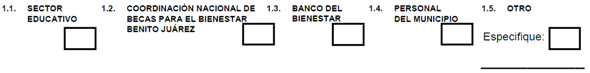 1.1. SECTOR EDUCATIVO
1.2. COORDINACIÓN NACIONAL DE BECAS PARA EL BIENESTAR BENITO JUÁREZ
1.3. BANCO DEL BIENESTAR
1.4. PERSONAL DEL MUNICIPIO
1.5. OTRO
Especifique: